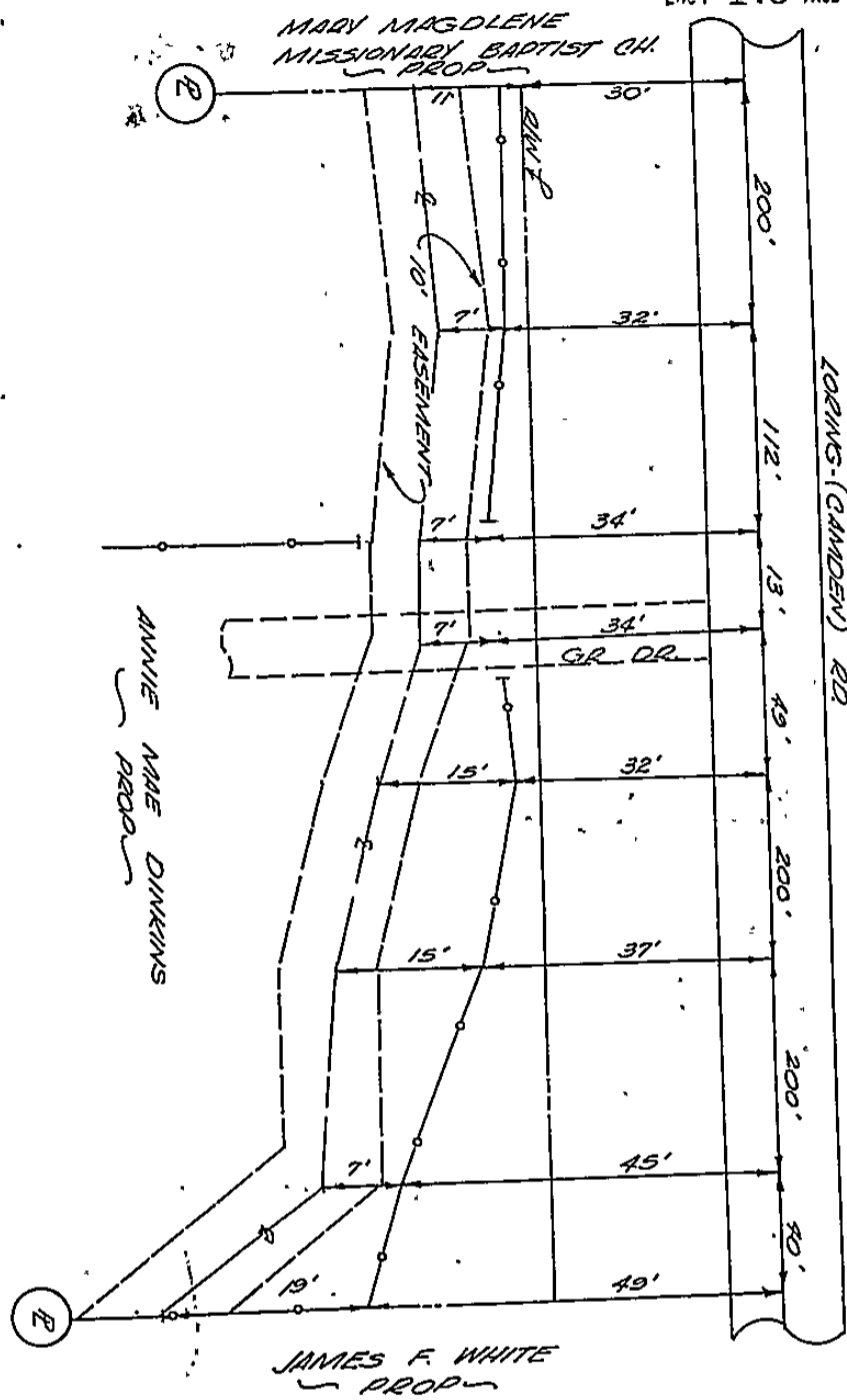 MARY MAGDLENE
MISSIONARY BAPTIST CH.
PROP
PL
11
30'
R/W L
200'
10' EASEMENT
7'
32'
112'
LORING-(CAMDEN) RD.
7'
34'
13'
7'
34'
GR. DR.
49'
15'
32'
200'
ANNIE MAE DINKINS
PROP
15'
37'
200'
7'
45'
40'
19'
49'
PL
JAMES F. WHITE
PROP